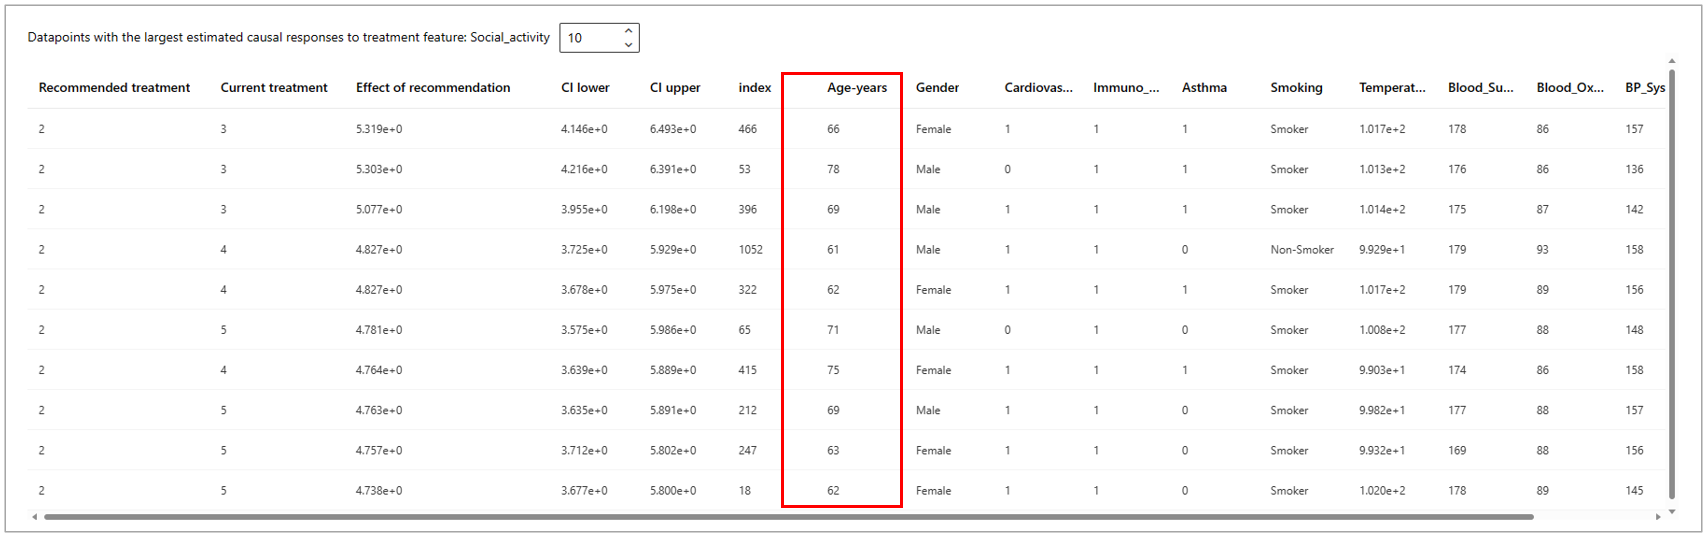 Datapoints with the largest estimated causal responses to treatment feature: Social_activity 10
Recommended treatment Current treatment Effect of recommendation CI lower CI upper index Age-years Gender Cardiovas... Immuno_... Asthma Smoking Temperat... Blood_Su... Blood_Ox... BP_Sys
2 3 5.319e+0 4.146e+0 6.493e+0 466 66 Female 1 1 1 Smoker 1.017e+2 178 86 157
2 3 5.303e+0 4.216e+0 6.391e+0 53 78 Male 0 1 1 Smoker 1.013e+2 176 86 136
2 3 5.077e+0 3.955e+0 6.198e+0 396 69 Male 1 1 1 Smoker 1.014e+2 175 87 142
2 4 4.827e+0 3.725e+0 5.929e+0 1052 61 Male 1 1 0 Non-Smoker 9.929e+1 179 93 158
2 4 4.827e+0 3.678e+0 5.975e+0 322 62 Female 1 1 1 Smoker 1.017e+2 179 89 156
2 5 4.781e+0 3.575e+0 5.986e+0 65 71 Male 0 1 0 Smoker 1.008e+2 177 88 148
2 4 4.764e+0 3.639e+0 5.889e+0 415 75 Female 1 1 1 Smoker 9.903e+1 174 86 158
2 5 4.763e+0 3.635e+0 5.891e+0 212 69 Male 1 1 0 Smoker 9.982e+1 177 88 157
2 5 4.757e+0 3.712e+0 5.802e+0 247 63 Female 1 1 0 Smoker 9.932e+1 169 88 156
2 5 4.738e+0 3.677e+0 5.800e+0 18 62 Female 1 1 0 Smoker 1.020e+2 178 89 145